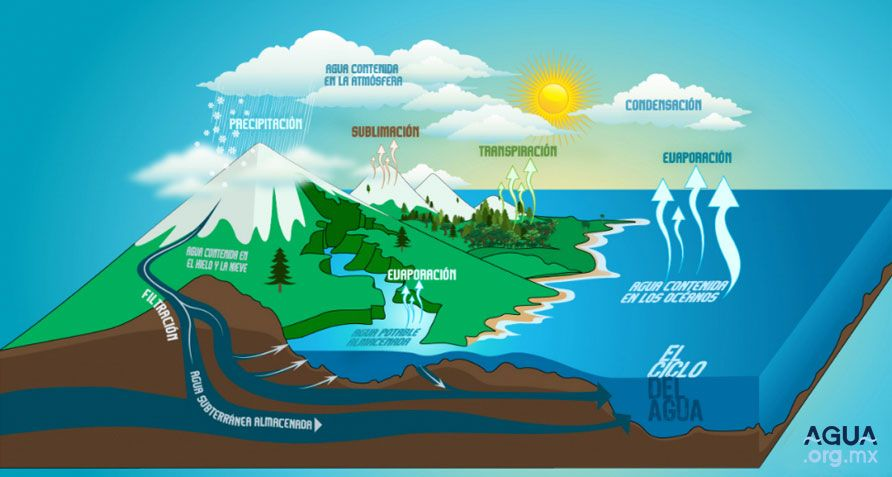 AGUA CONTENIDA
EN LA ATMÓSFERA
PRECIPITACIÓN
SUBLIMACIÓN
CONDENSACIÓN
TRANSPIRACIÓN
EVAPORACIÓN
AGUA CONTENIDA EN
EL HIELO Y LA NIEVE
EVAPORACIÓN
AGUA CONTENIDA
EN LOS OCÉANOS
FILTRACIÓN
AGUA POTABLE
ALMACENADA
AGUA SUBTERRÁNEA ALMACENADA
EL
CICLO
DEL
AGUA
AGUA
.org.mx